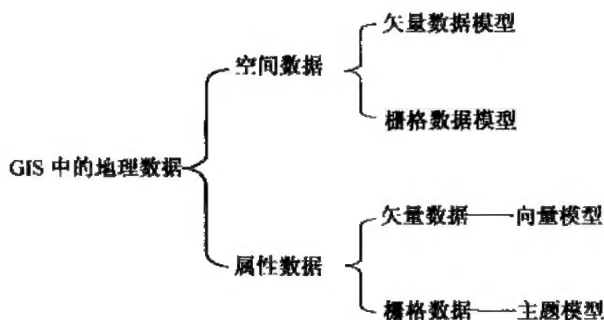 矢量数据模型
空间数据
栅格数据模型
GIS 中的地理数据
矢量数据——向量模型
属性数据
栅格数据——主题模型